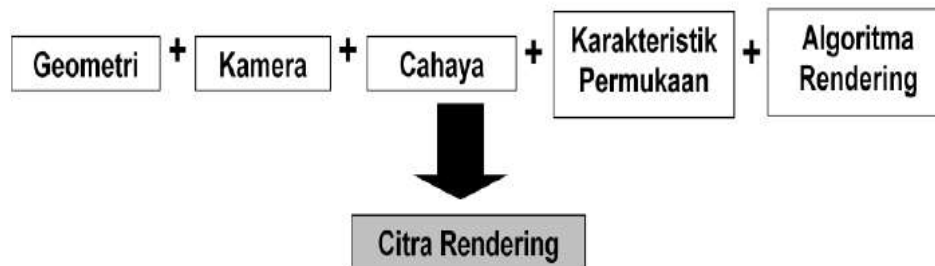 Geometri + Kamera + Cahaya + Karakteristik Permukaan + Algoritma Rendering
Citra Rendering